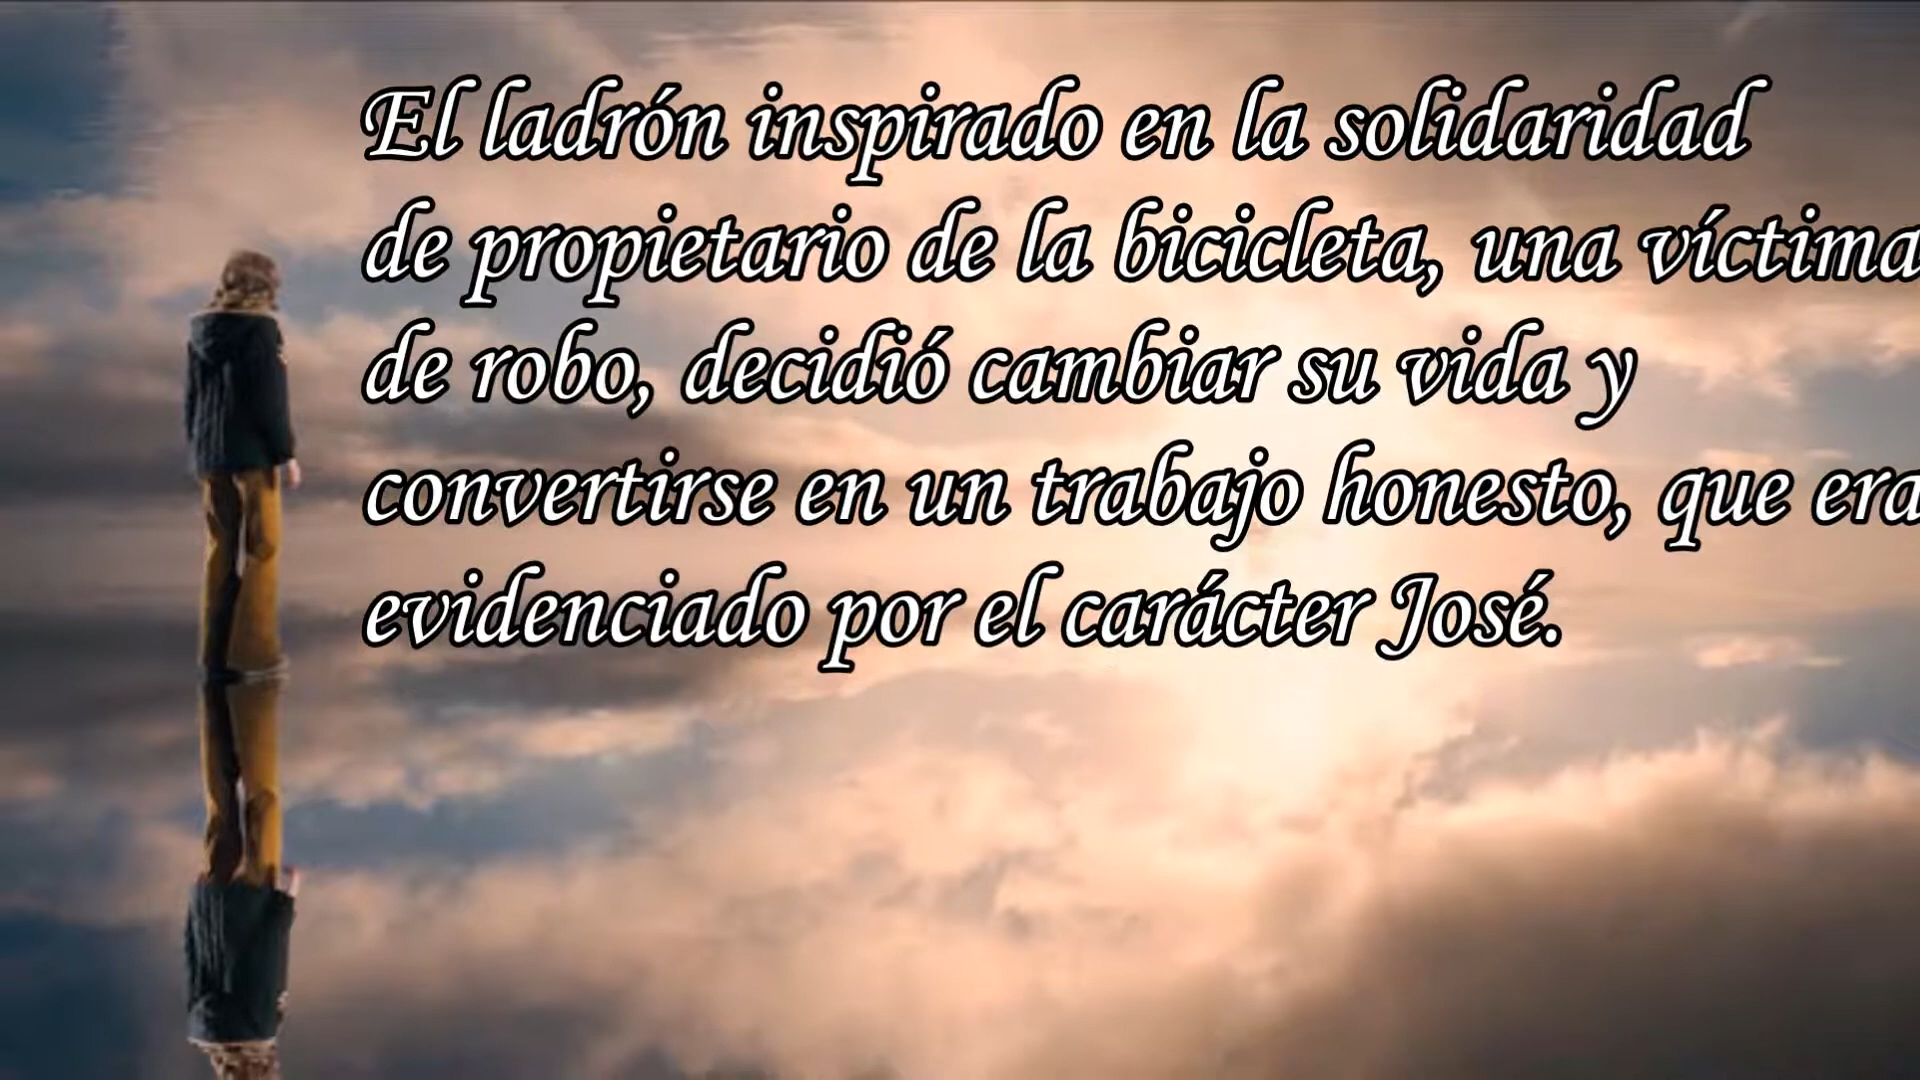 El ladrón inspirado en la solidaridad
de propietario de la bicicleta, una víctima
de robo, decidió cambiar su vida y
convertirse en un trabajo honesto, que era
evidenciado por el carácter José.